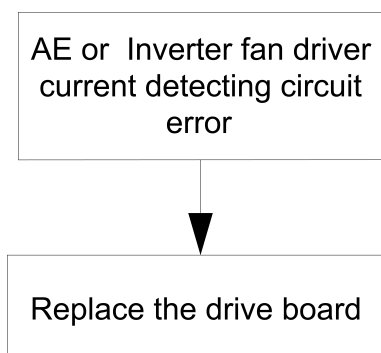 AE or  Inverter fan driver
current detecting circuit
error
Replace the drive board